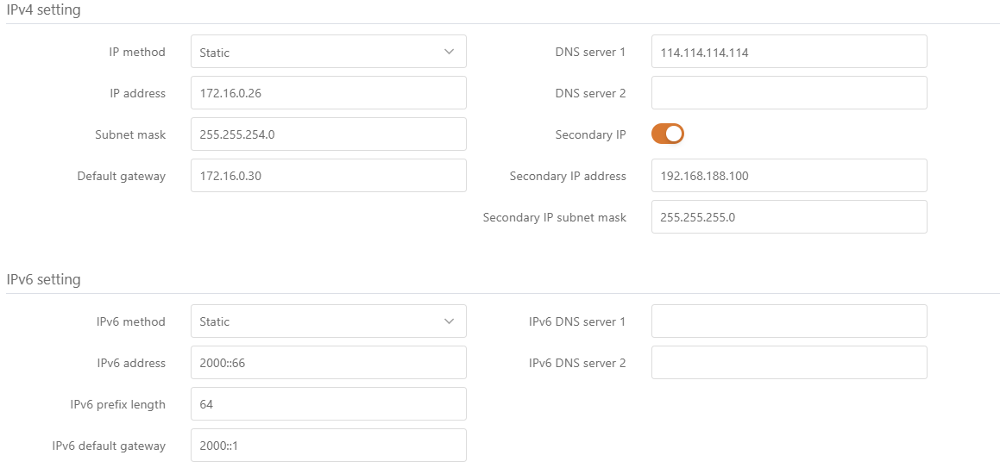 IPv4 setting
IP method Static DNS server 1 114.114.114.114
IP address 172.16.0.26 DNS server 2
Subnet mask 255.255.254.0 Secondary IP
Default gateway 172.16.0.30 Secondary IP address 192.168.188.100
Secondary IP subnet mask 255.255.255.0
IPv6 setting
IPv6 method Static IPv6 DNS server 1
IPv6 address 2000::66 IPv6 DNS server 2
IPv6 prefix length 64
IPv6 default gateway 2000::1